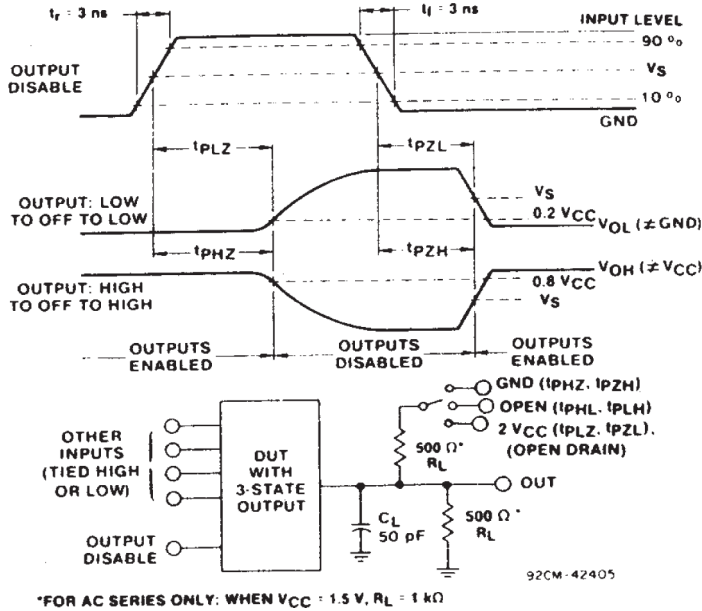 tr = 3 ns
tf = 3 ns
INPUT LEVEL
90 %
OUTPUT
DISABLE
VS
10 %
GND
tPLZ
tPZL
OUTPUT: LOW
TO OFF TO LOW
VS
0.2 VCC
VOL (≠GND)
tPHZ
tPZH
OUTPUT: HIGH
TO OFF TO HIGH
VOH (≠VCC)
0.8 VCC
VS
OUTPUTS
ENABLED
OUTPUTS
DISABLED
OUTPUTS
ENABLED
OTHER
INPUTS
(TIED HIGH
OR LOW)
OUTPUT
DISABLE
DUT
WITH
3-STATE
OUTPUT
GND (tPHZ, tPZH)
OPEN (tPHL, tPLH)
2 VCC (tPLZ, tPZL),
(OPEN DRAIN)
500 Ω*
RL
OUT
CL
50 pF
500 Ω*
RL
92CM-42405
*FOR AC SERIES ONLY: WHEN VCC = 1.5 V, RL = 1 kΩ